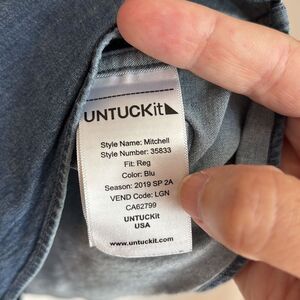 UNTUCKit
Style Name: Mitchell
Style Number: 35833
Fit: Reg
Color: Blu
Season: 2019 SP 2A
VEND Code: LGN
CA62799
UNTUCKit
USA
www.untuckit.com